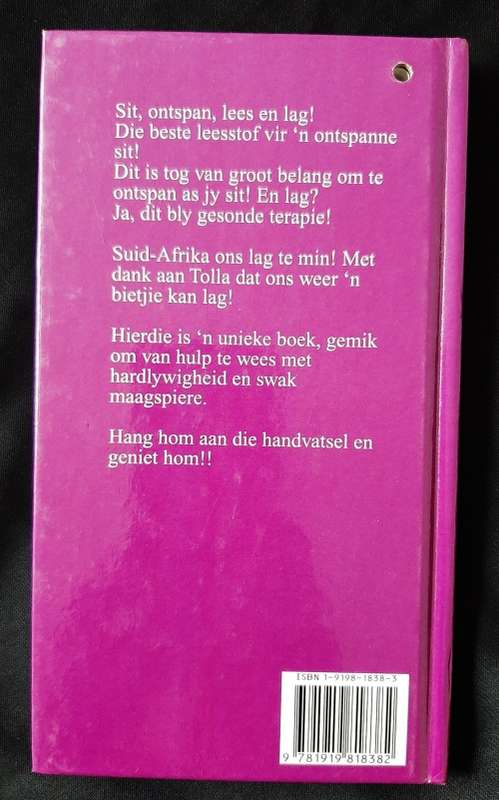 Sit, ontspan, lees en lag!
Die beste leesstof vir ‘n ontspanne
sit!
Dit is tog van groot belang om te
ontspan as jy sit! En lag?
Ja, dit bly gesonde terapie!
Suid-Afrika ons lag te min! Met
dank aan Tolla dat ons weer ‘n
bietjie kan lag!
Hierdie is ‘n unieke boek, gemik
om van hulp te wees met
hardlywigheid en swak
maagspiere.
Hang hom aan die handvatsel en
geniet hom!!
ISBN 1-9198-1838-3
9 781919 818382